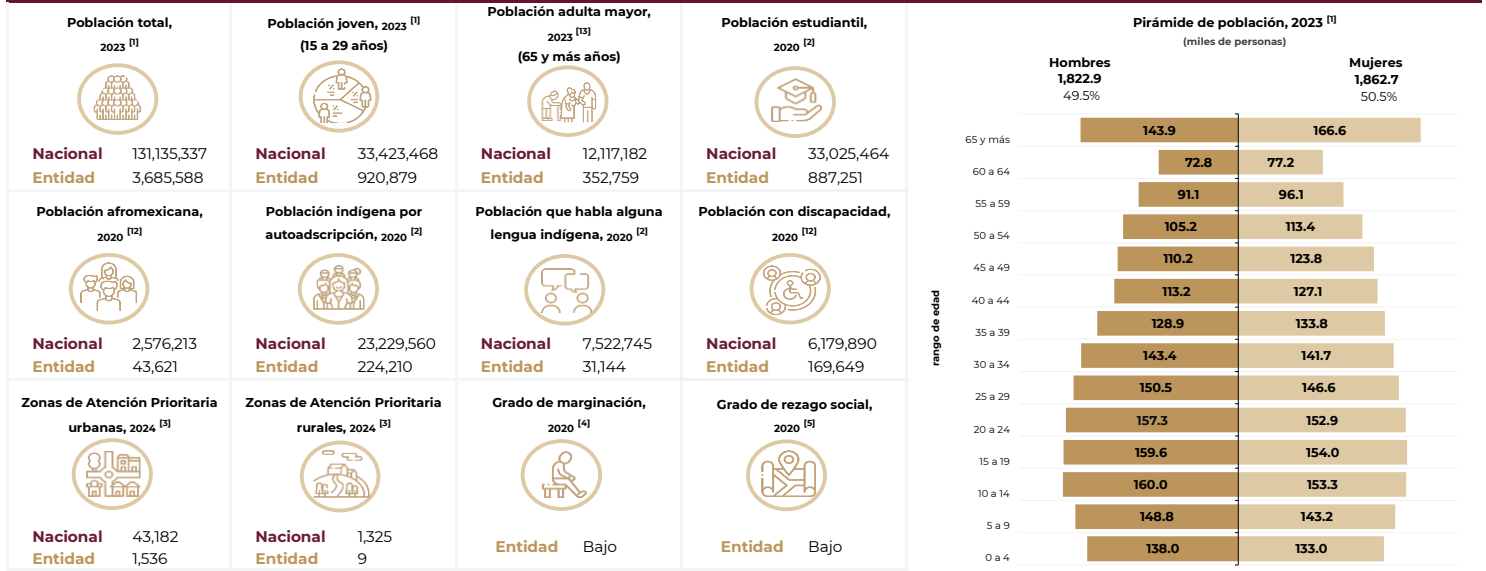 Población total,
2023 [1]
Nacional 131,135,337
Entidad 3,685,588
Población joven, 2023 [1]
(15 a 29 años)
Nacional 33,423,468
Entidad 920,879
Población adulta mayor,
2023 [13]
(65 y más años)
Nacional 12,117,182
Entidad 352,759
Población estudiantil,
2020 [2]
Nacional 33,025,464
Entidad 887,251
Población afromexicana,
2020 [12]
Nacional 2,576,213
Entidad 43,621
Población indígena por
autoadscripción, 2020 [2]
Nacional 23,229,560
Entidad 224,210
Población que habla alguna
lengua indígena, 2020 [2]
Nacional 7,522,745
Entidad 31,144
Población con discapacidad,
2020 [12]
Nacional 6,179,890
Entidad 169,649
Zonas de Atención Prioritaria
urbanas, 2024 [3]
Nacional 43,182
Entidad 1,536
Zonas de Atención Prioritaria
rurales, 2024 [3]
Nacional 1,325
Entidad 9
Grado de marginación,
2020 [4]
Entidad Bajo
Grado de rezago social,
2020 [5]
Entidad Bajo
Pirámide de población, 2023 [1]
(miles de personas)
Hombres Mujeres
1,822.9 1,862.7
49.5% 50.5%
rango de edad
65 y más 143.9 166.6
60 a 64 72.8 77.2
55 a 59 91.1 96.1
50 a 54 105.2 113.4
45 a 49 110.2 123.8
40 a 44 113.2 127.1
35 a 39 128.9 133.8
30 a 34 143.4 141.7
25 a 29 150.5 146.6
20 a 24 157.3 152.9
15 a 19 159.6 154.0
10 a 14 160.0 153.3
5 a 9 148.8 143.2
0 a 4 138.0 133.0